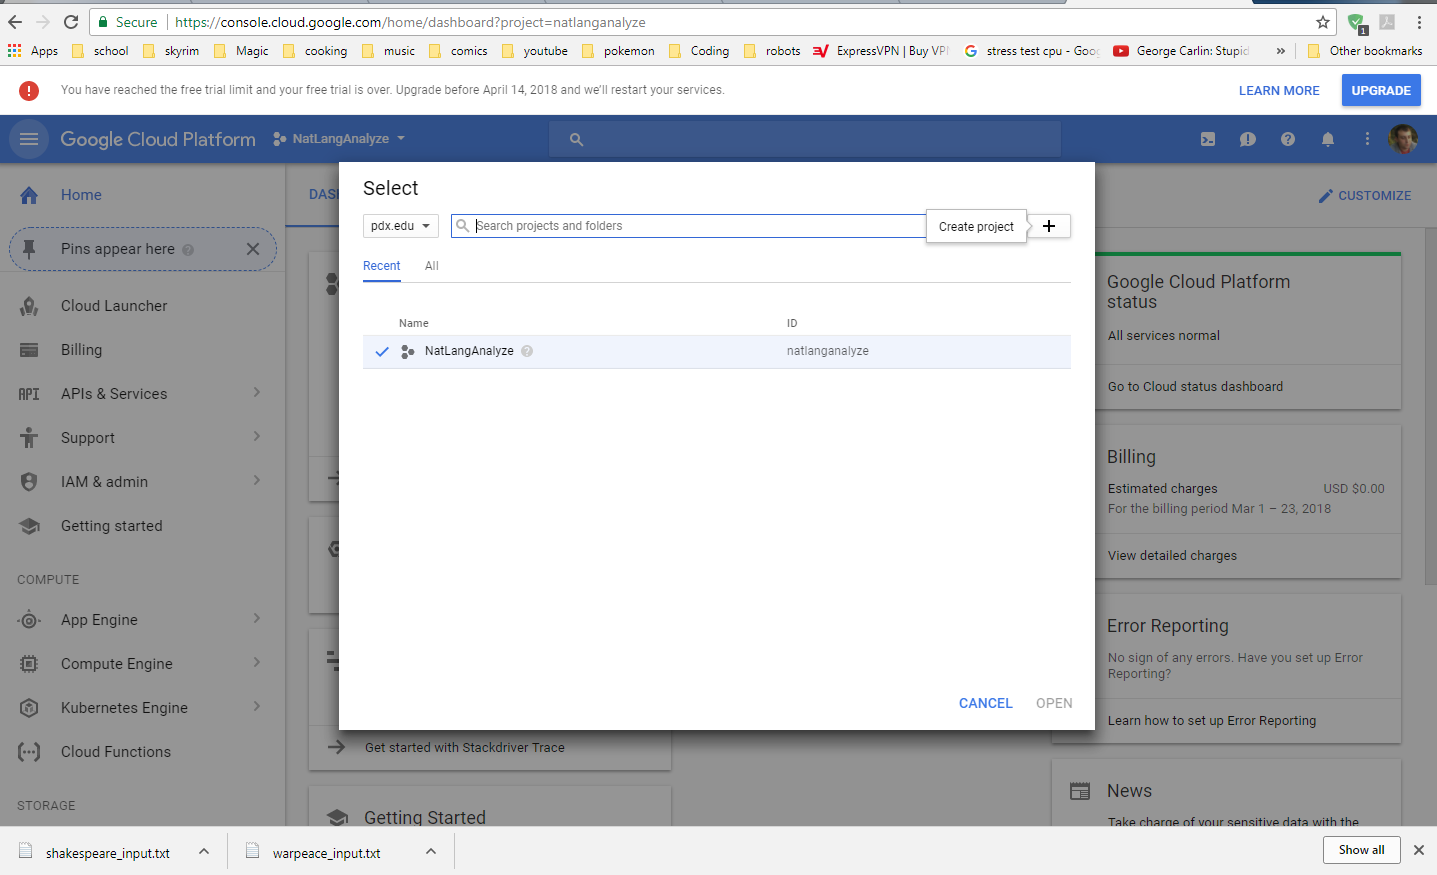 Secure https://console.cloud.google.com/home/dashboard?project=natlanganalyze
Apps school skyrim Magic cooking music comics youtube pokemon Coding robots ExpressVPN | Buy VP stress test cpu - Goo George Carlin: Stupid » Other bookmarks
You have reached the free trial limit and your free trial is over. Upgrade before April 14, 2018 and we'll restart your services. LEARN MORE UPGRADE
Google Cloud Platform NatLangAnalyze
Home DAS CUSTOMIZE
Pins appear here
Cloud Launcher
Billing
API APIs & Services
Support
IAM & admin
Getting started
COMPUTE
App Engine
Compute Engine
Kubernetes Engine
Cloud Functions
STORAGE
Select
pdx.edu Search projects and folders Create project
Recent All
Name ID
NatLangAnalyze natlanganalyze
CANCEL OPEN
Get started with Stackdriver Trace
Getting Started
Google Cloud Platform
status
All services normal
Go to Cloud status dashboard
Billing
Estimated charges USD $0.00
For the billing period Mar 1 – 23, 2018
View detailed charges
Error Reporting
No sign of any errors. Have you set up Error
Reporting?
Learn how to set up Error Reporting
News
Take charge of your sensitive data with the
shakespeare_input.txt warpeace_input.txt Show all